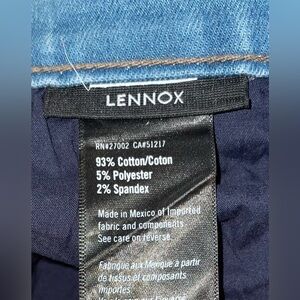 LENNOX
RN#27002 CA#51217
93% Cotton/Coton
5% Polyester
2% Spandex
Made in Mexico of Imported
fabric and components
See care on reverse
Fabriqué aux Mexique à partir
de tissus et composants
importés.